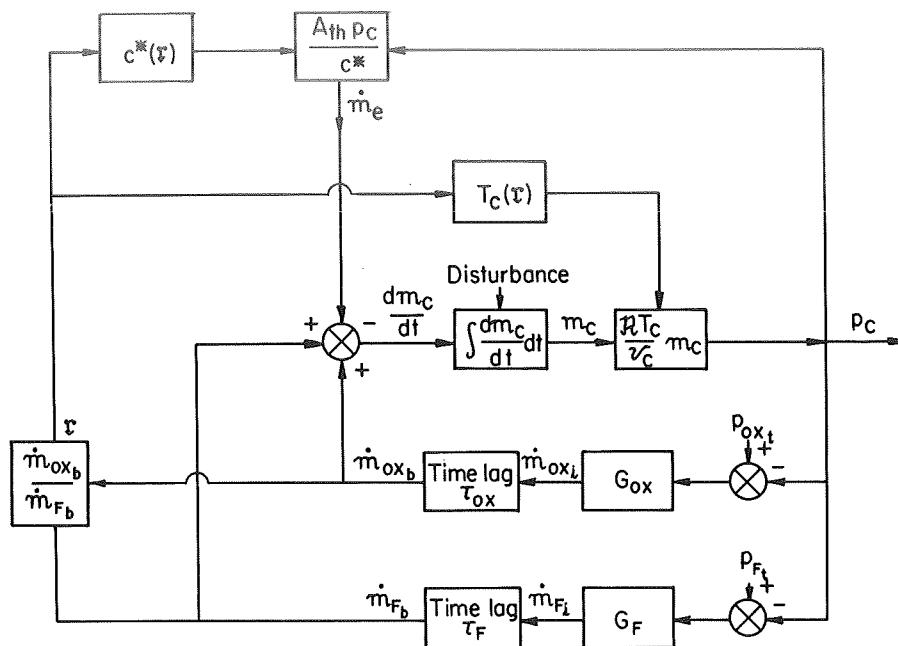 c*(r)
A_th p_c
c*
ṁ_e
T_c(r)
Disturbance
dm_c
dt
+
−
+
∫ dm_c/dt dt
m_c
ℛT_c/𝒱_c m_c
p_c
r
ṁ_ox_b
ṁ_F_b
ṁ_ox_b
Time lag
τ_ox
ṁ_ox_i
G_ox
p_ox_t
+
−
ṁ_F_b
Time lag
τ_F
ṁ_F_i
G_F
p_F_t
+
−